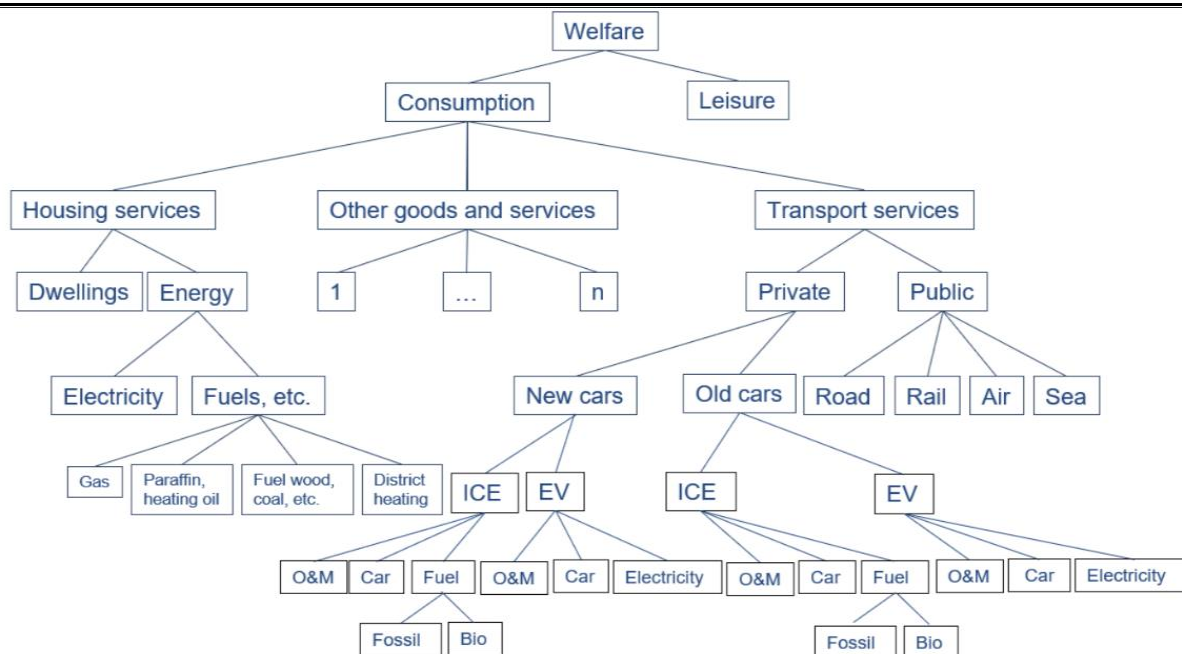 Welfare
Consumption
Leisure
Housing services
Other goods and services
Transport services
Dwellings
Energy
1
...
n
Private
Public
Electricity
Fuels, etc.
New cars
Old cars
Road
Rail
Air
Sea
Gas
Paraffin,
heating oil
Fuel wood,
coal, etc.
District
heating
ICE
EV
ICE
EV
O&M
Car
Fuel
O&M
Car
Electricity
O&M
Car
Fuel
O&M
Car
Electricity
Fossil
Bio
Fossil
Bio